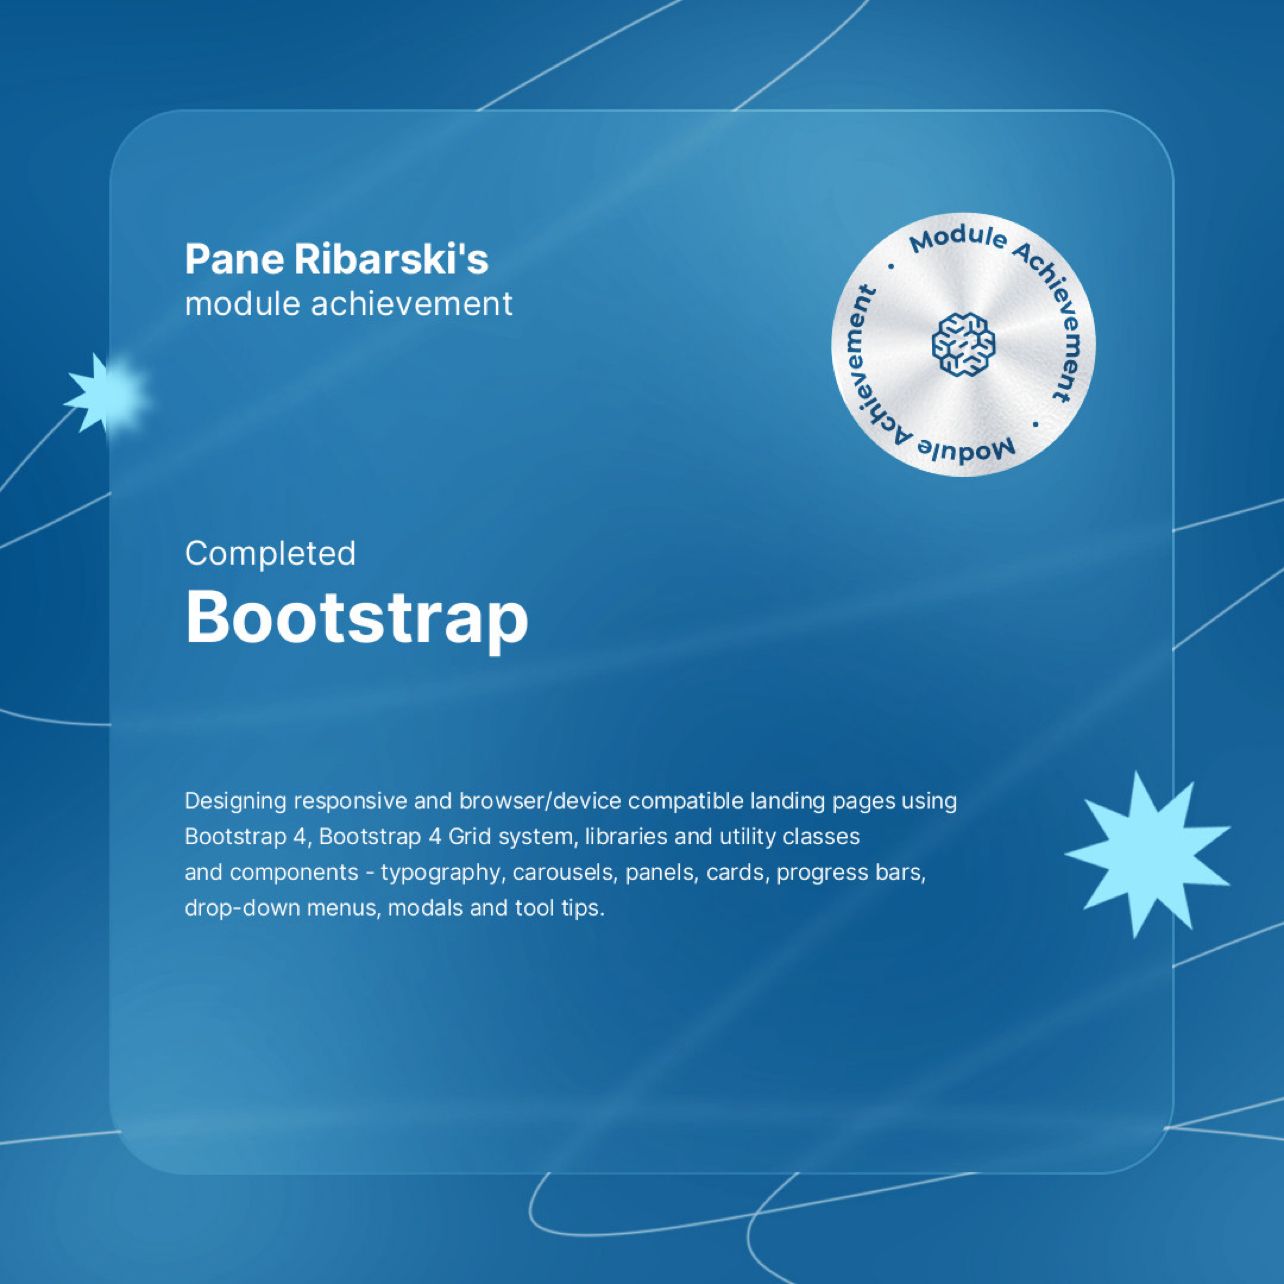 Pane Ribarski's
module achievement
Module Achievement • Module Achievement •
Completed
Bootstrap
Designing responsive and browser/device compatible landing pages using
Bootstrap 4, Bootstrap 4 Grid system, libraries and utility classes
and components - typography, carousels, panels, cards, progress bars,
drop-down menus, modals and tool tips.